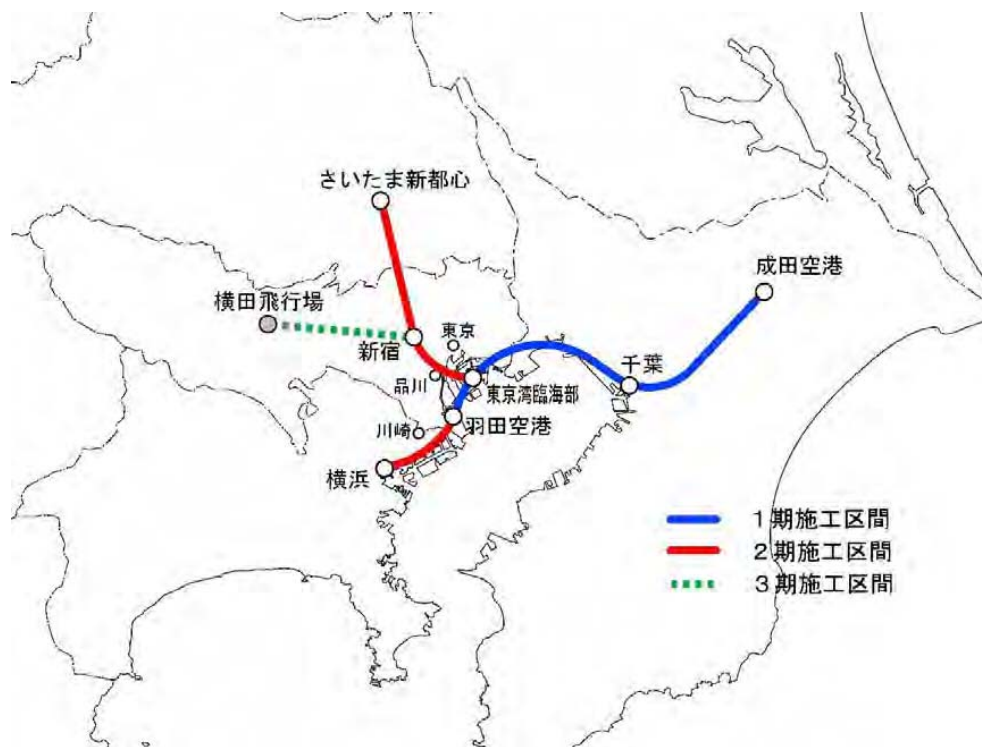 さいたま新都心
成田空港
横田飛行場
新宿
東京
千葉
品川
東京湾臨海部
羽田空港
川崎
横浜
1期施工区間
2期施工区間
3期施工区間